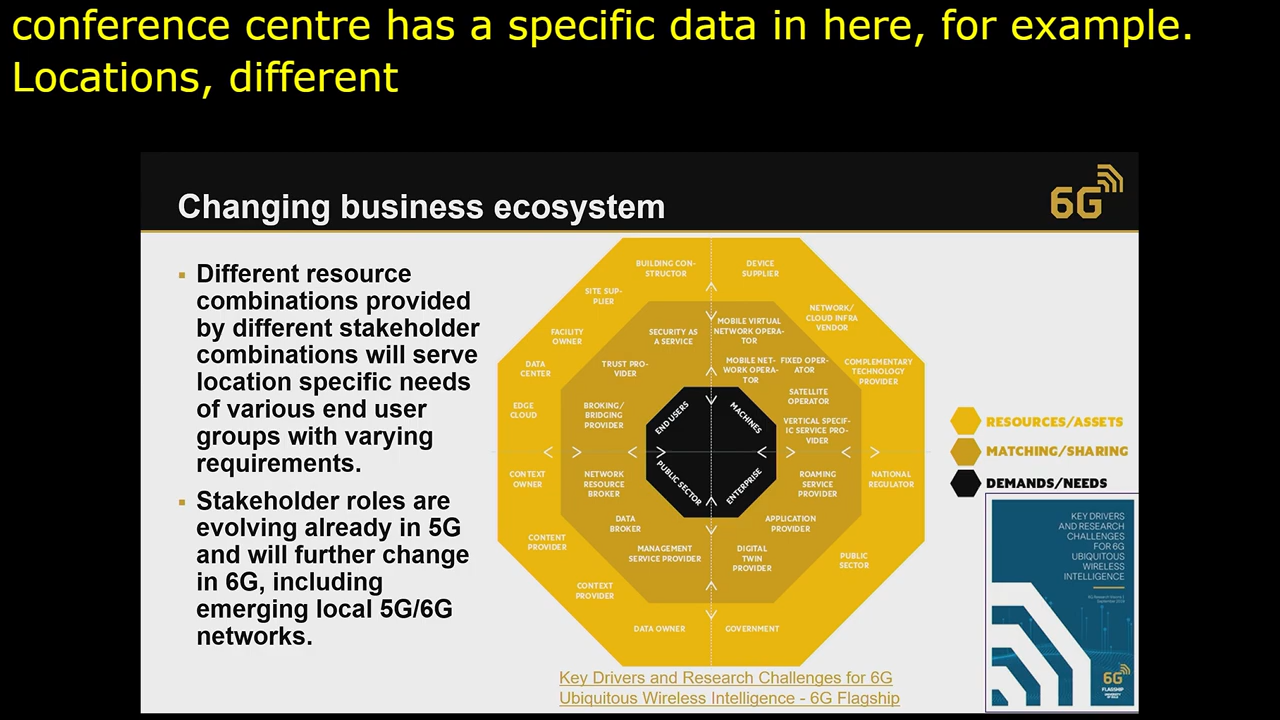 conference centre has a specific data in here, for example.
Locations, different
Changing business ecosystem
6G
▪ Different resource
combinations provided
by different stakeholder
combinations will serve
location specific needs
of various end user
groups with varying
requirements.
▪ Stakeholder roles are
evolving already in 5G
and will further change
in 6G, including
emerging local 5G/6G
networks.
BUILDING CON-
STRUCTOR
DEVICE
SUPPLIER
SITE SUP-
PLIER
NETWORK/
CLOUD INFRA
VENDOR
FACILITY
OWNER
SECURITY AS
A SERVICE
MOBILE VIRTUAL
NETWORK OPERA-
TOR
DATA
CENTER
TRUST PRO-
VIDER
MOBILE NET-
WORK OPERA-
TOR
FIXED OPER-
ATOR
COMPLEMENTARY
TECHNOLOGY
PROVIDER
SATELLITE
OPERATOR
EDGE
CLOUD
BROKING/
BRIDGING
PROVIDER
END USERS
MACHINES
VERTICAL SPECIF-
IC SERVICE PRO-
VIDER
CONTEXT
OWNER
NETWORK
RESOURCE
BROKER
PUBLIC SECTOR
ENTERPRISE
ROAMING
SERVICE
PROVIDER
NATIONAL
REGULATOR
DATA
BROKER
APPLICATION
PROVIDER
CONTENT
PROVIDER
MANAGEMENT
SERVICE PROVIDER
DIGITAL
TWIN
PROVIDER
PUBLIC
SECTOR
CONTEXT
PROVIDER
DATA OWNER
GOVERNMENT
RESOURCES/ASSETS
MATCHING/SHARING
DEMANDS/NEEDS
KEY DRIVERS
AND RESEARCH
CHALLENGES
FOR 6G
UBIQUITOUS
WIRELESS
INTELLIGENCE
6G
FLAGSHIP
Key Drivers and Research Challenges for 6G
Ubiquitous Wireless Intelligence - 6G Flagship